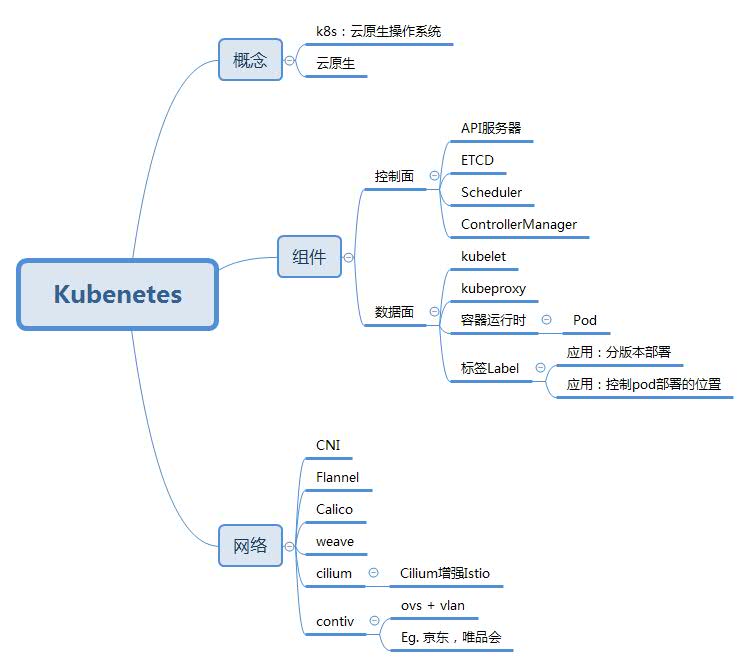 Kubenetes
概念
k8s：云原生操作系统
云原生
组件
控制面
API服务器
ETCD
Scheduler
ControllerManager
数据面
kubelet
kubeproxy
容器运行时
Pod
标签Label
应用：分版本部署
应用：控制pod部署的位置
网络
CNI
Flannel
Calico
weave
cilium
Cilium增强Istio
contiv
ovs + vlan
Eg. 京东，唯品会